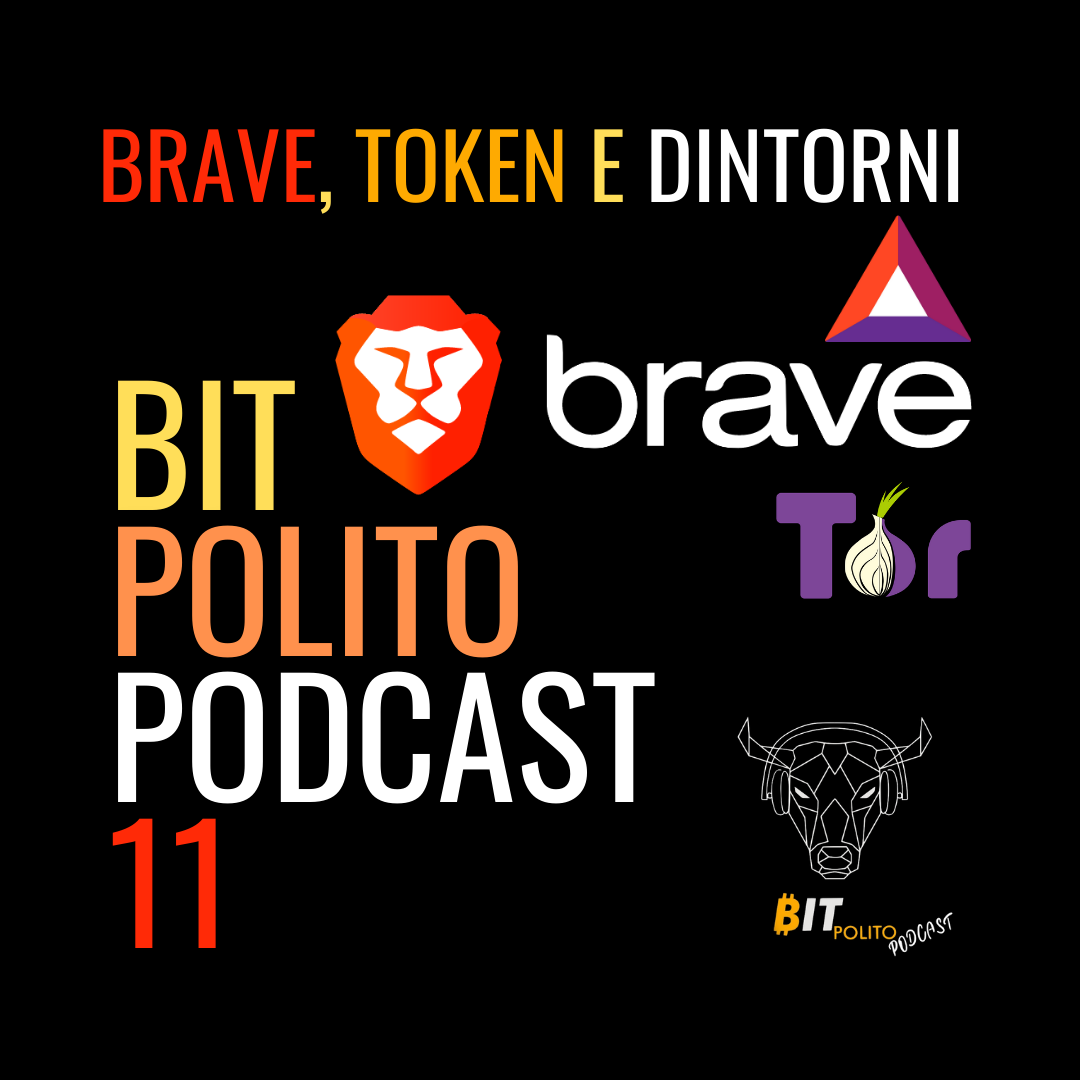 BRAVE, TOKEN E DINTORNI
brave
BIT
Tor
POLITO
PODCAST
11
BIT
POLITO
PODCAST